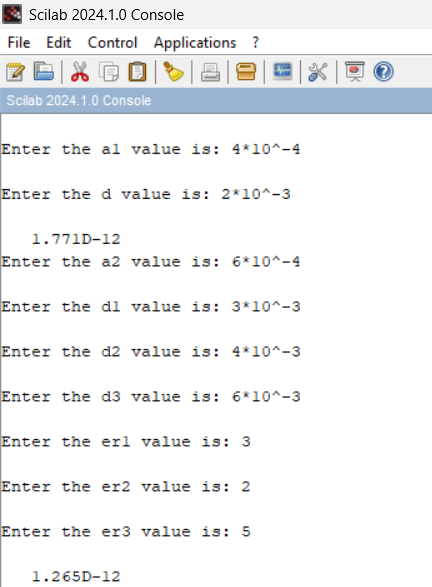 Scilab 2024.1.0 Console
File Edit Control Applications ?
Scilab 2024.1.0 Console
Enter the a1 value is: 4*10^-4
Enter the d value is: 2*10^-3
1.771D-12
Enter the a2 value is: 6*10^-4
Enter the d1 value is: 3*10^-3
Enter the d2 value is: 4*10^-3
Enter the d3 value is: 6*10^-3
Enter the er1 value is: 3
Enter the er2 value is: 2
Enter the er3 value is: 5
1.265D-12